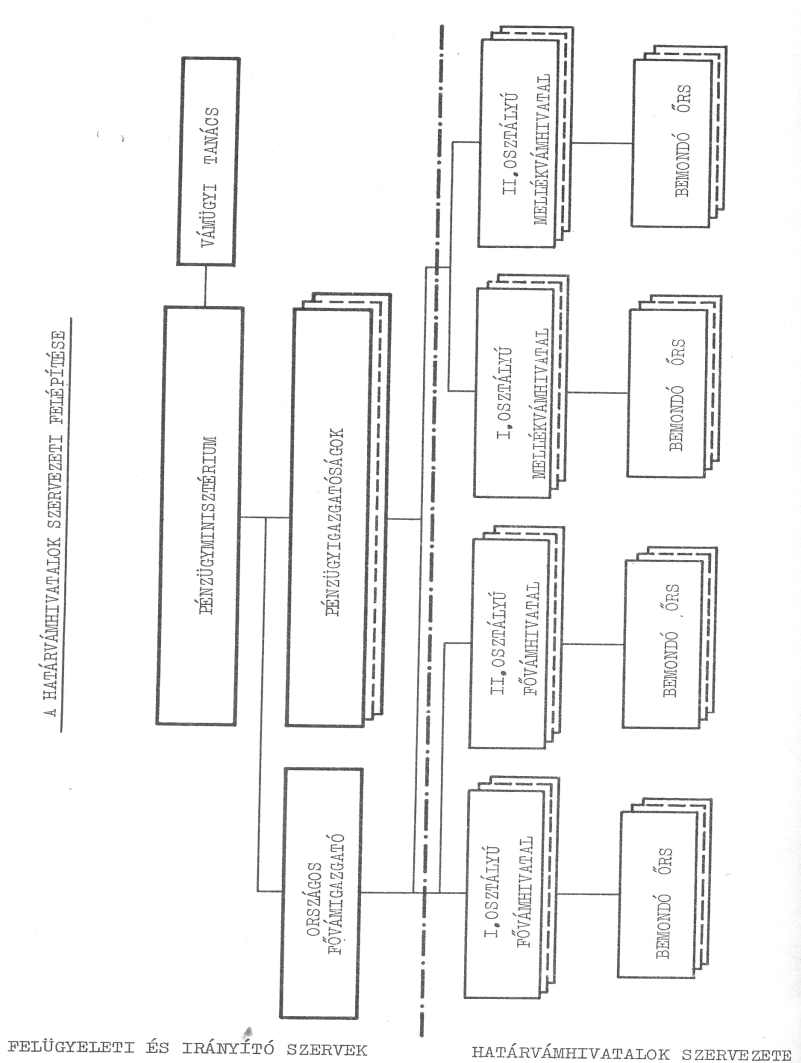 A HATÁRVÁMHIVATALOK SZERVEZETI FELÉPÍTÉSE
VÁMÜGYI TANÁCS
PÉNZÜGYMINISZTÉRIUM
PÉNZÜGYIGAZGATÓSÁGOK
ORSZÁGOS
FŐVÁMIGAZGATÓ
I.OSZTÁLYÚ
FŐVÁMHIVATAL
II.OSZTÁLYÚ
FŐVÁMHIVATAL
I.OSZTÁLYÚ
MELLÉKVÁMHIVATAL
II.OSZTÁLYÚ
MELLÉKVÁMHIVATAL
BEMONDÓ ŐRS
BEMONDÓ ŐRS
BEMONDÓ ŐRS
BEMONDÓ ŐRS
FELÜGYELETI ÉS IRÁNYÍTÓ SZERVEK
HATÁRVÁMHIVATALOK SZERVEZETE